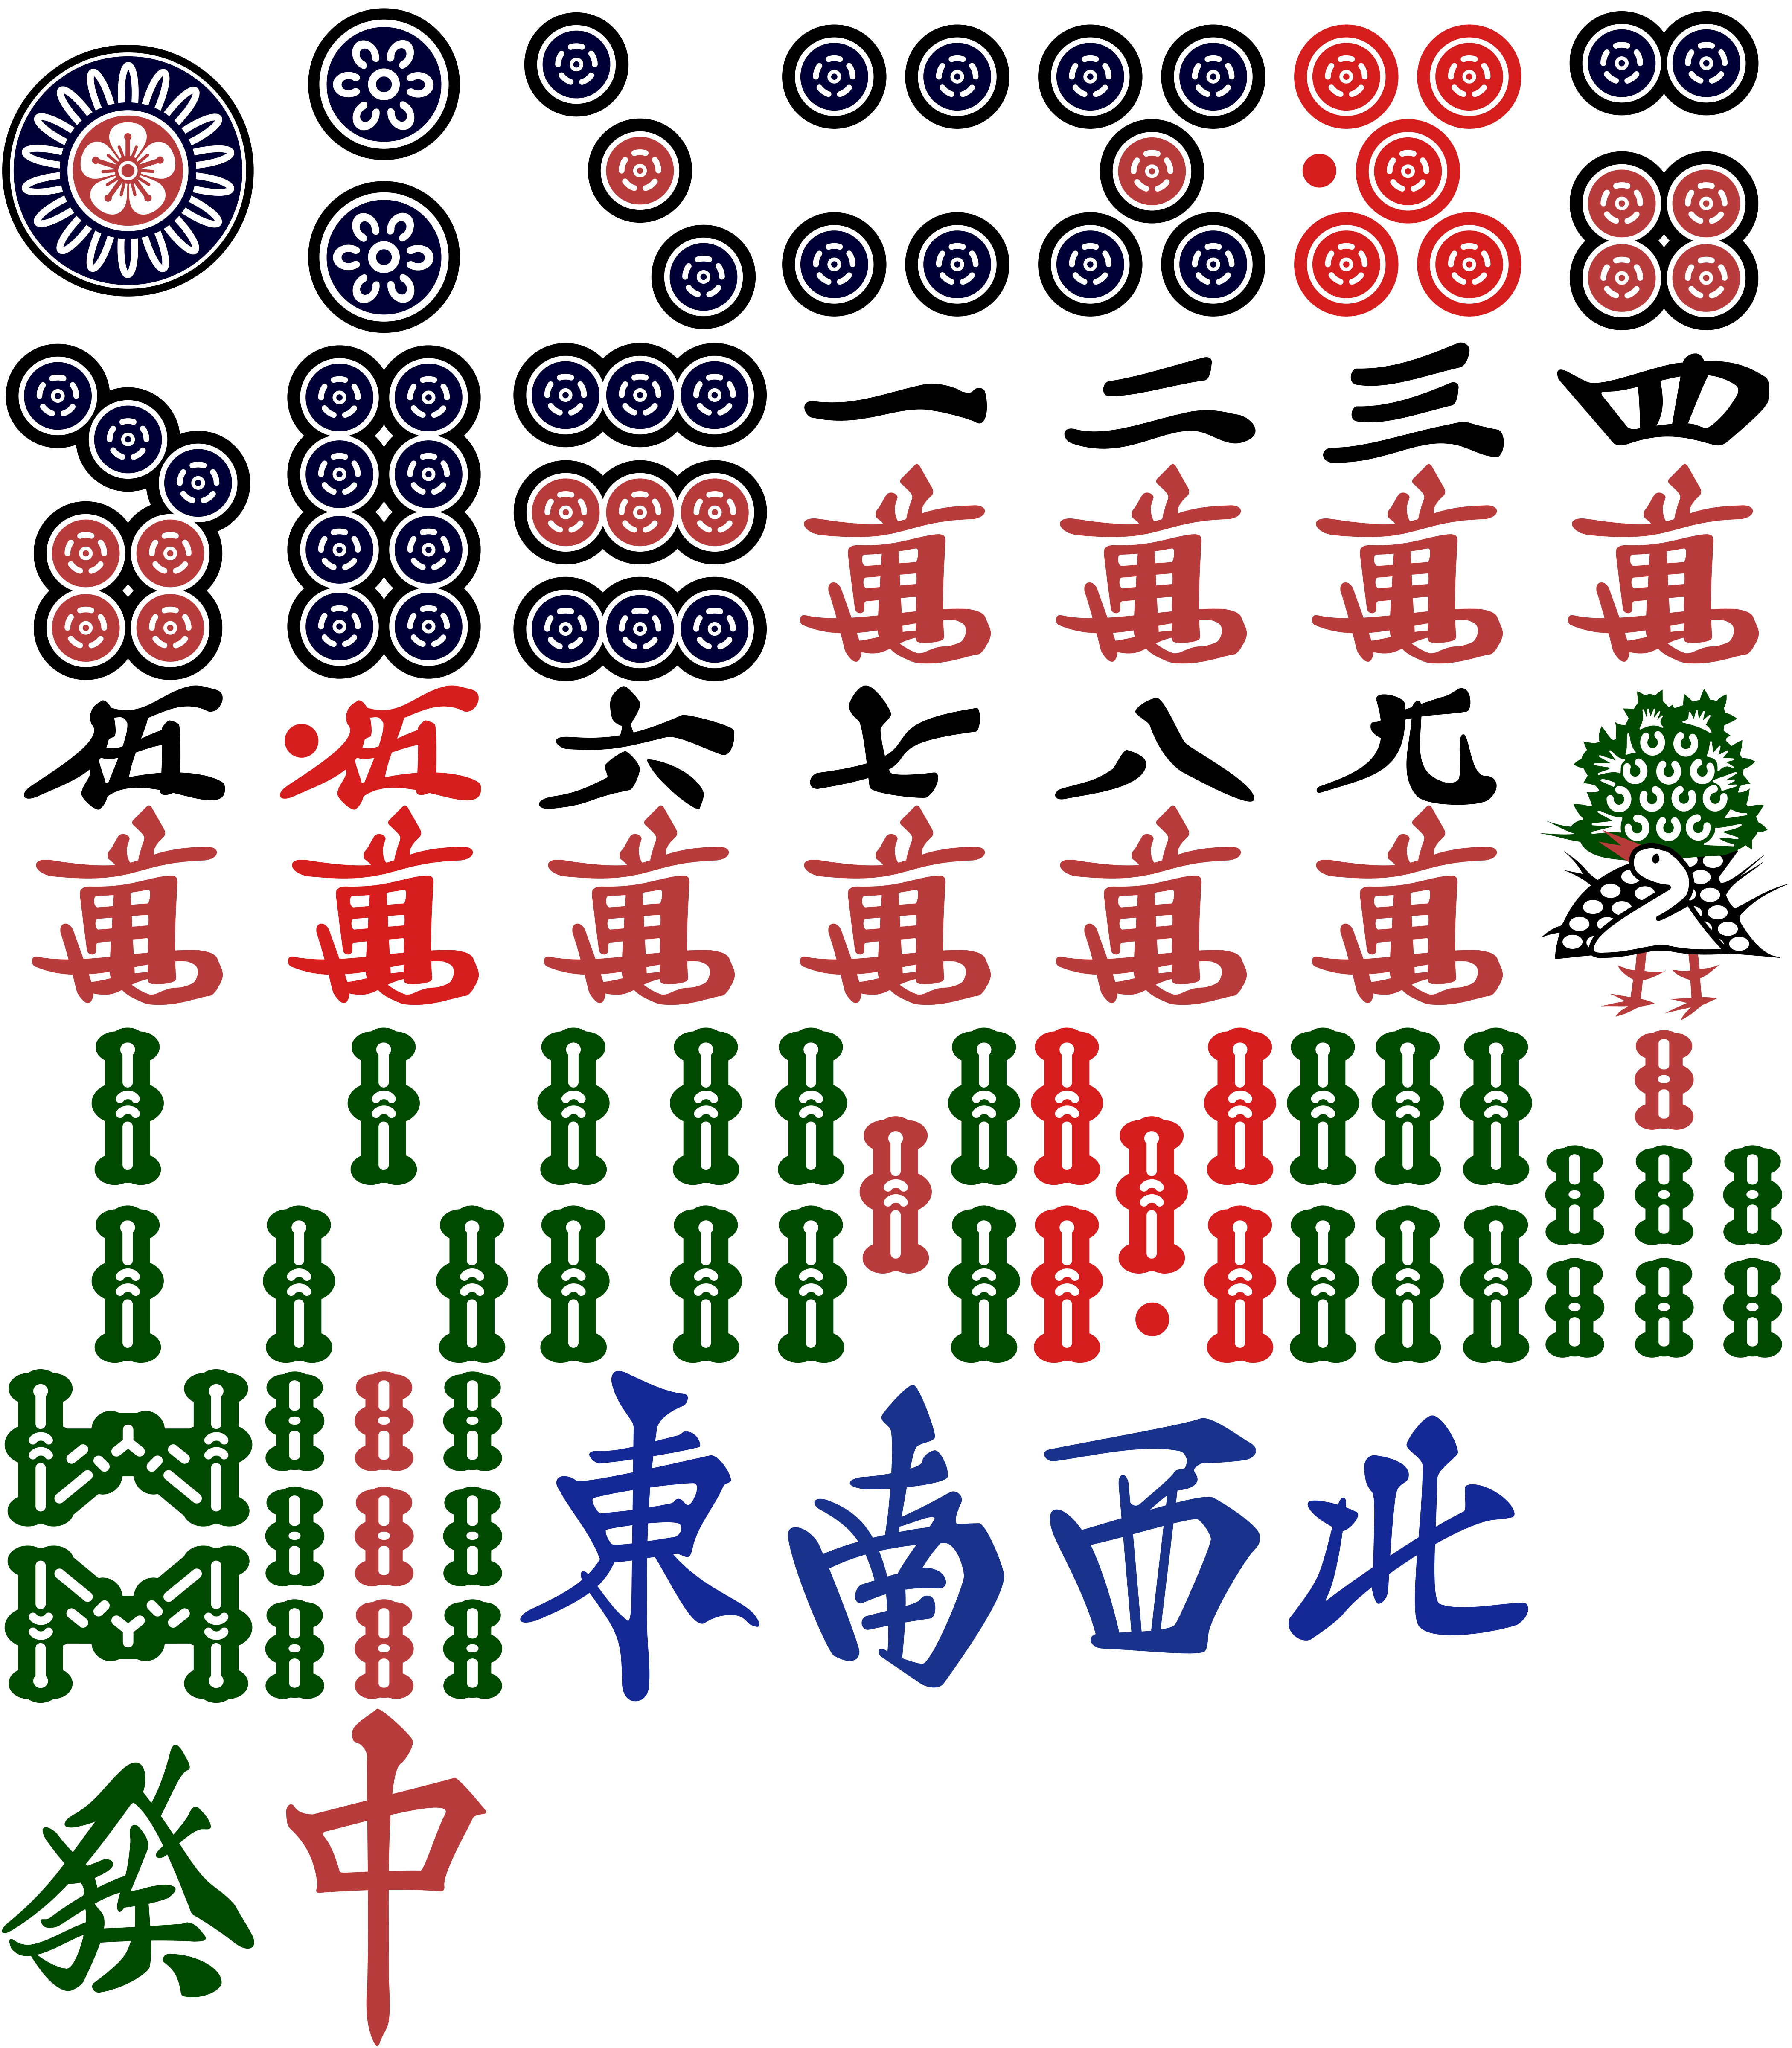 一 二 三 四
萬 萬 萬 萬
伍 伍 六 七 八 九
萬 萬 萬 萬 萬 萬
東 南 西 北
發 中